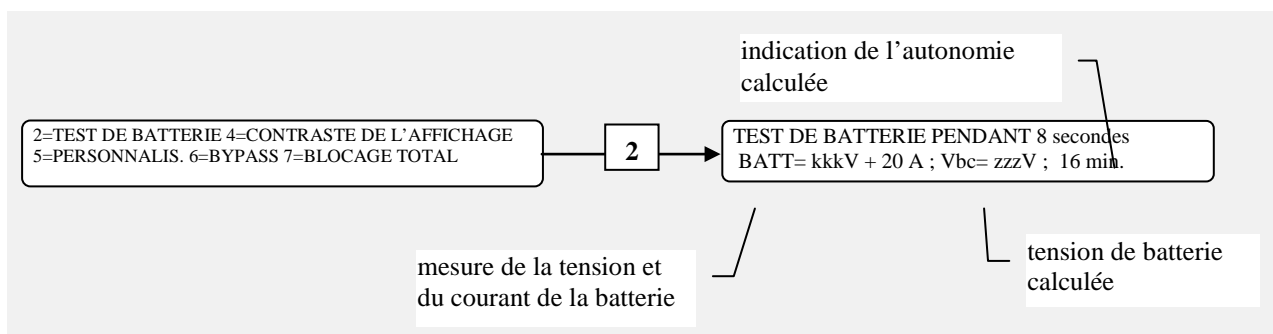 indication de l’autonomie
calculée
2=TEST DE BATTERIE 4=CONTRASTE DE L’AFFICHAGE
5=PERSONNALIS. 6=BYPASS 7=BLOCAGE TOTAL
2
TEST DE BATTERIE PENDANT 8 secondes
BATT= kkkV + 20 A ; Vbc= zzzV ; 16 min.
mesure de la tension et
du courant de la batterie
tension de batterie
calculée